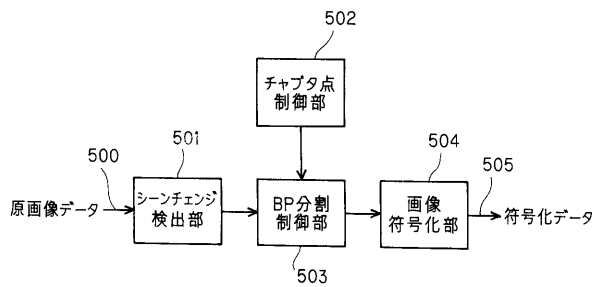 502
チャプタ点
制御部
501
504
500
505
原画像データ
シーンチェンジ
検出部
BP分割
制御部
画像
符号化部
符号化データ
503